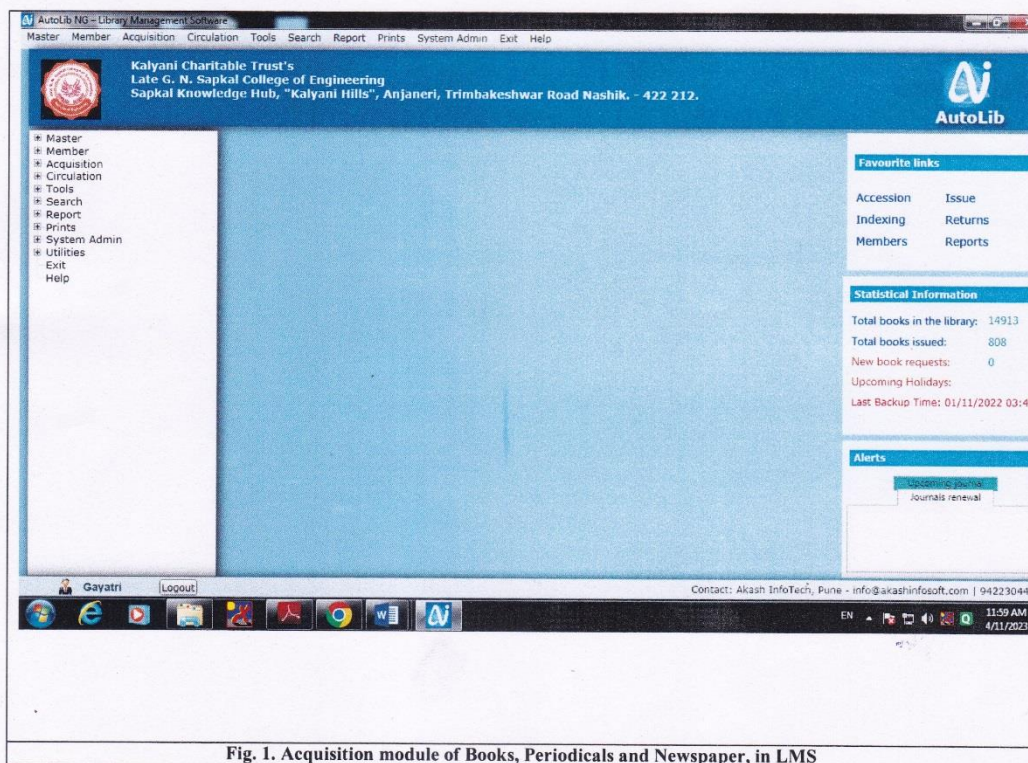 AutoLib NG - Library Management Software
Master Member Acquisition Circulation Tools Search Report Prints System Admin Exit Help
Kalyani Charitable Trust's
Late G. N. Sapkal College of Engineering
Sapkal Knowledge Hub, "Kalyani Hills", Anjaneri, Trimbakeshwar Road Nashik. - 422 212.
AutoLib
Master
Member
Acquisition
Circulation
Tools
Search
Report
Prints
System Admin
Utilities
Exit
Help
Favourite links
Accession Issue
Indexing Returns
Members Reports
Statistical Information
Total books in the library: 14913
Total books issued: 808
New book requests: 0
Upcoming Holidays:
Last Backup Time: 01/11/2022 03:4
Alerts
Upcoming journal
Journals renewal
Gayatri Logout
Contact: Akash InfoTech, Pune - info@akashinfosoft.com | 94223044
EN 11:59 AM
4/11/2023
Fig. 1. Acquisition module of Books, Periodicals and Newspaper, in LMS